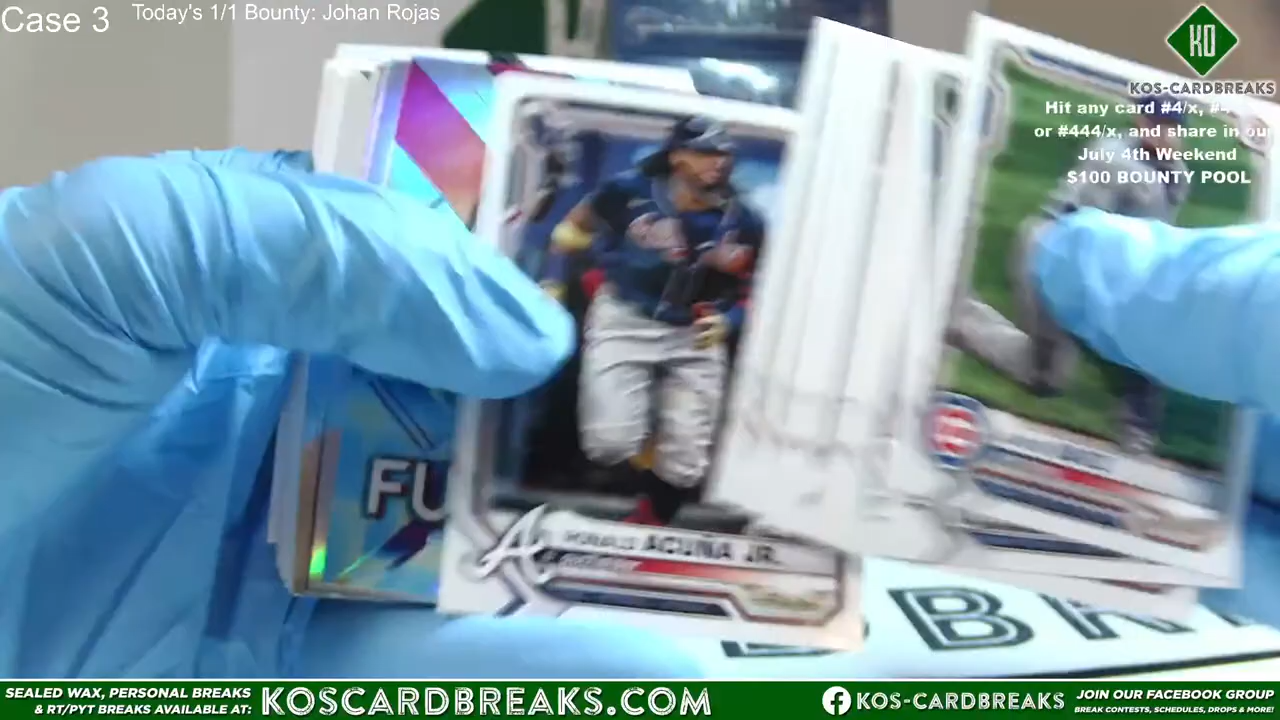 Case 3
Today's 1/1 Bounty: Johan Rojas
KO
KOS-CARDBREAKS
Hit any card #4/x,
or #444/x, and share in our
July 4th Weekend
$100 BOUNTY POOL
FU
RONALD ACUÑA JR.
SEALED WAX, PERSONAL BREAKS
& RT/PYT BREAKS AVAILABLE AT:
KOSCARDBREAKS.COM
KOS-CARDBREAKS
JOIN OUR FACEBOOK GROUP
BREAK CONTESTS, SCHEDULES, DROPS & MORE!